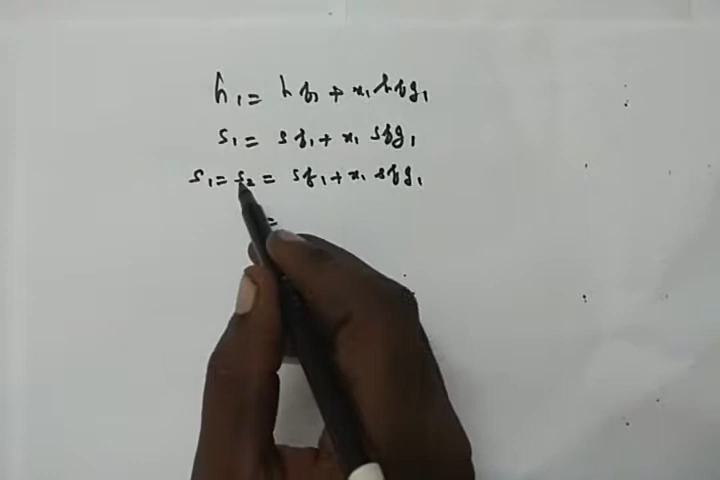 h₁ = hf₁ + x₁ hfg₁
s₁ = sf₁ + x₁ sfg₁
s₁ = s₂ = sf₁ + x₁ sfg₁
=